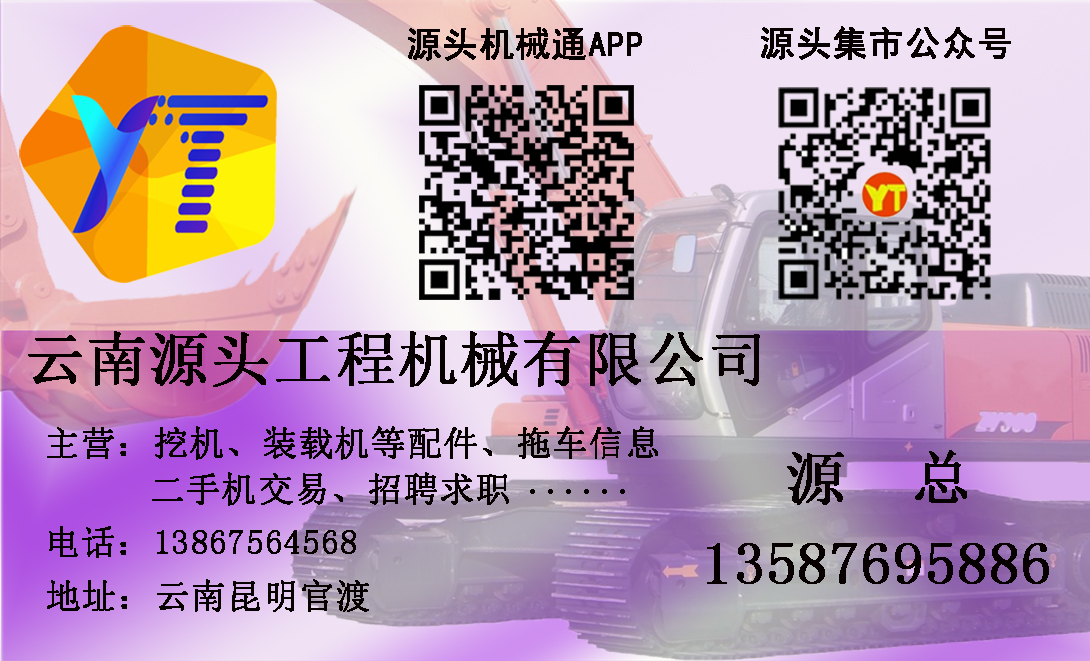 YT
源头机械通APP
源头集市公众号
YT
云南源头工程机械有限公司
主营：挖机、装载机等配件、拖车信息
二手机交易、招聘求职 ······
源 总
电话：13867564568
13587695886
地址：云南昆明官渡